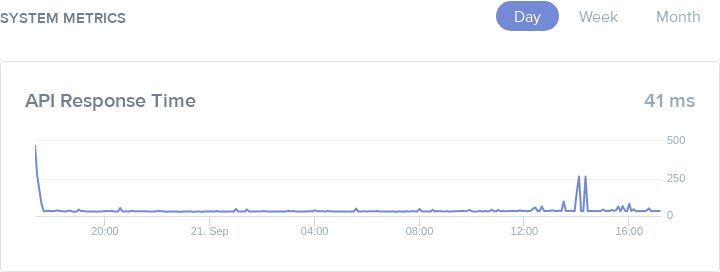 SYSTEM METRICS
Day
Week
Month
API Response Time
41 ms
500
250
0
20:00
21. Sep
04:00
08:00
12:00
16:00